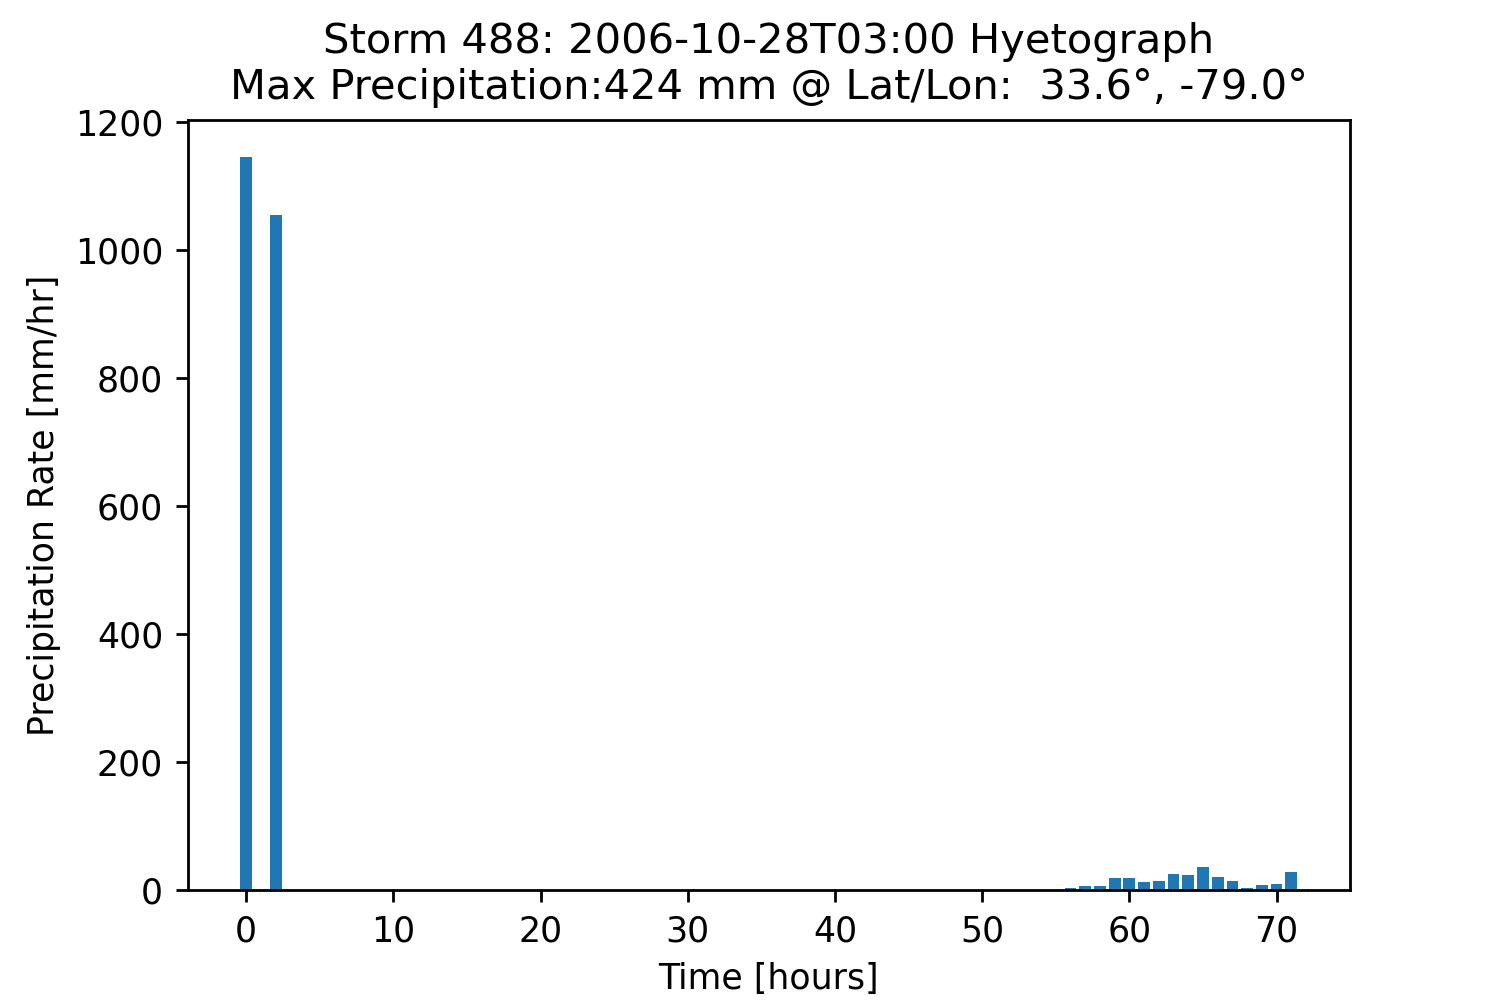 Storm 488: 2006-10-28T03:00 Hyetograph
Max Precipitation:424 mm @ Lat/Lon:  33.6°, -79.0°
Precipitation Rate [mm/hr]
1200
1000
800
600
400
200
0
0 10 20 30 40 50 60 70
Time [hours]